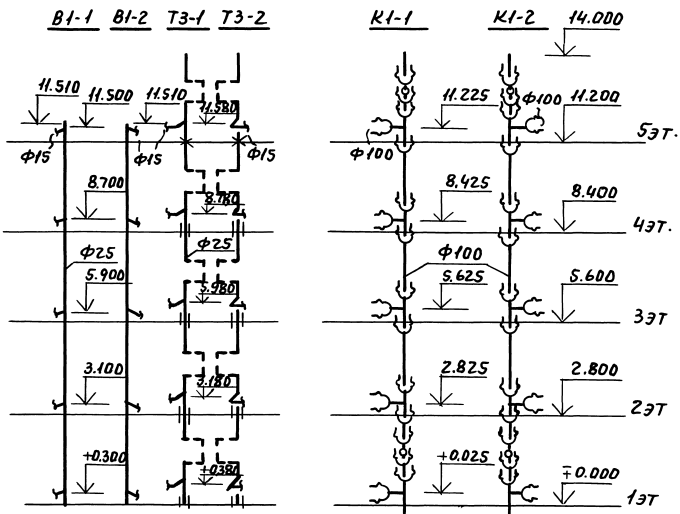 В1-1 В1-2 Т3-1 Т3-2 К1-1 К1-2 14.000
11.510 11.500 11.510 11.580 11.225 Ф100 11.200
Ф15 Ф15 Ф15 Ф100 5эт.
8.700 8.780 8.425 8.400
4эт.
Ф25 Ф25 Ф100
5.900 5.980 5.625 5.600
3эт
3.100 3.180 2.825 2.800
2эт
+0.300 +0.380 +0.025 ∓0.000
1эт